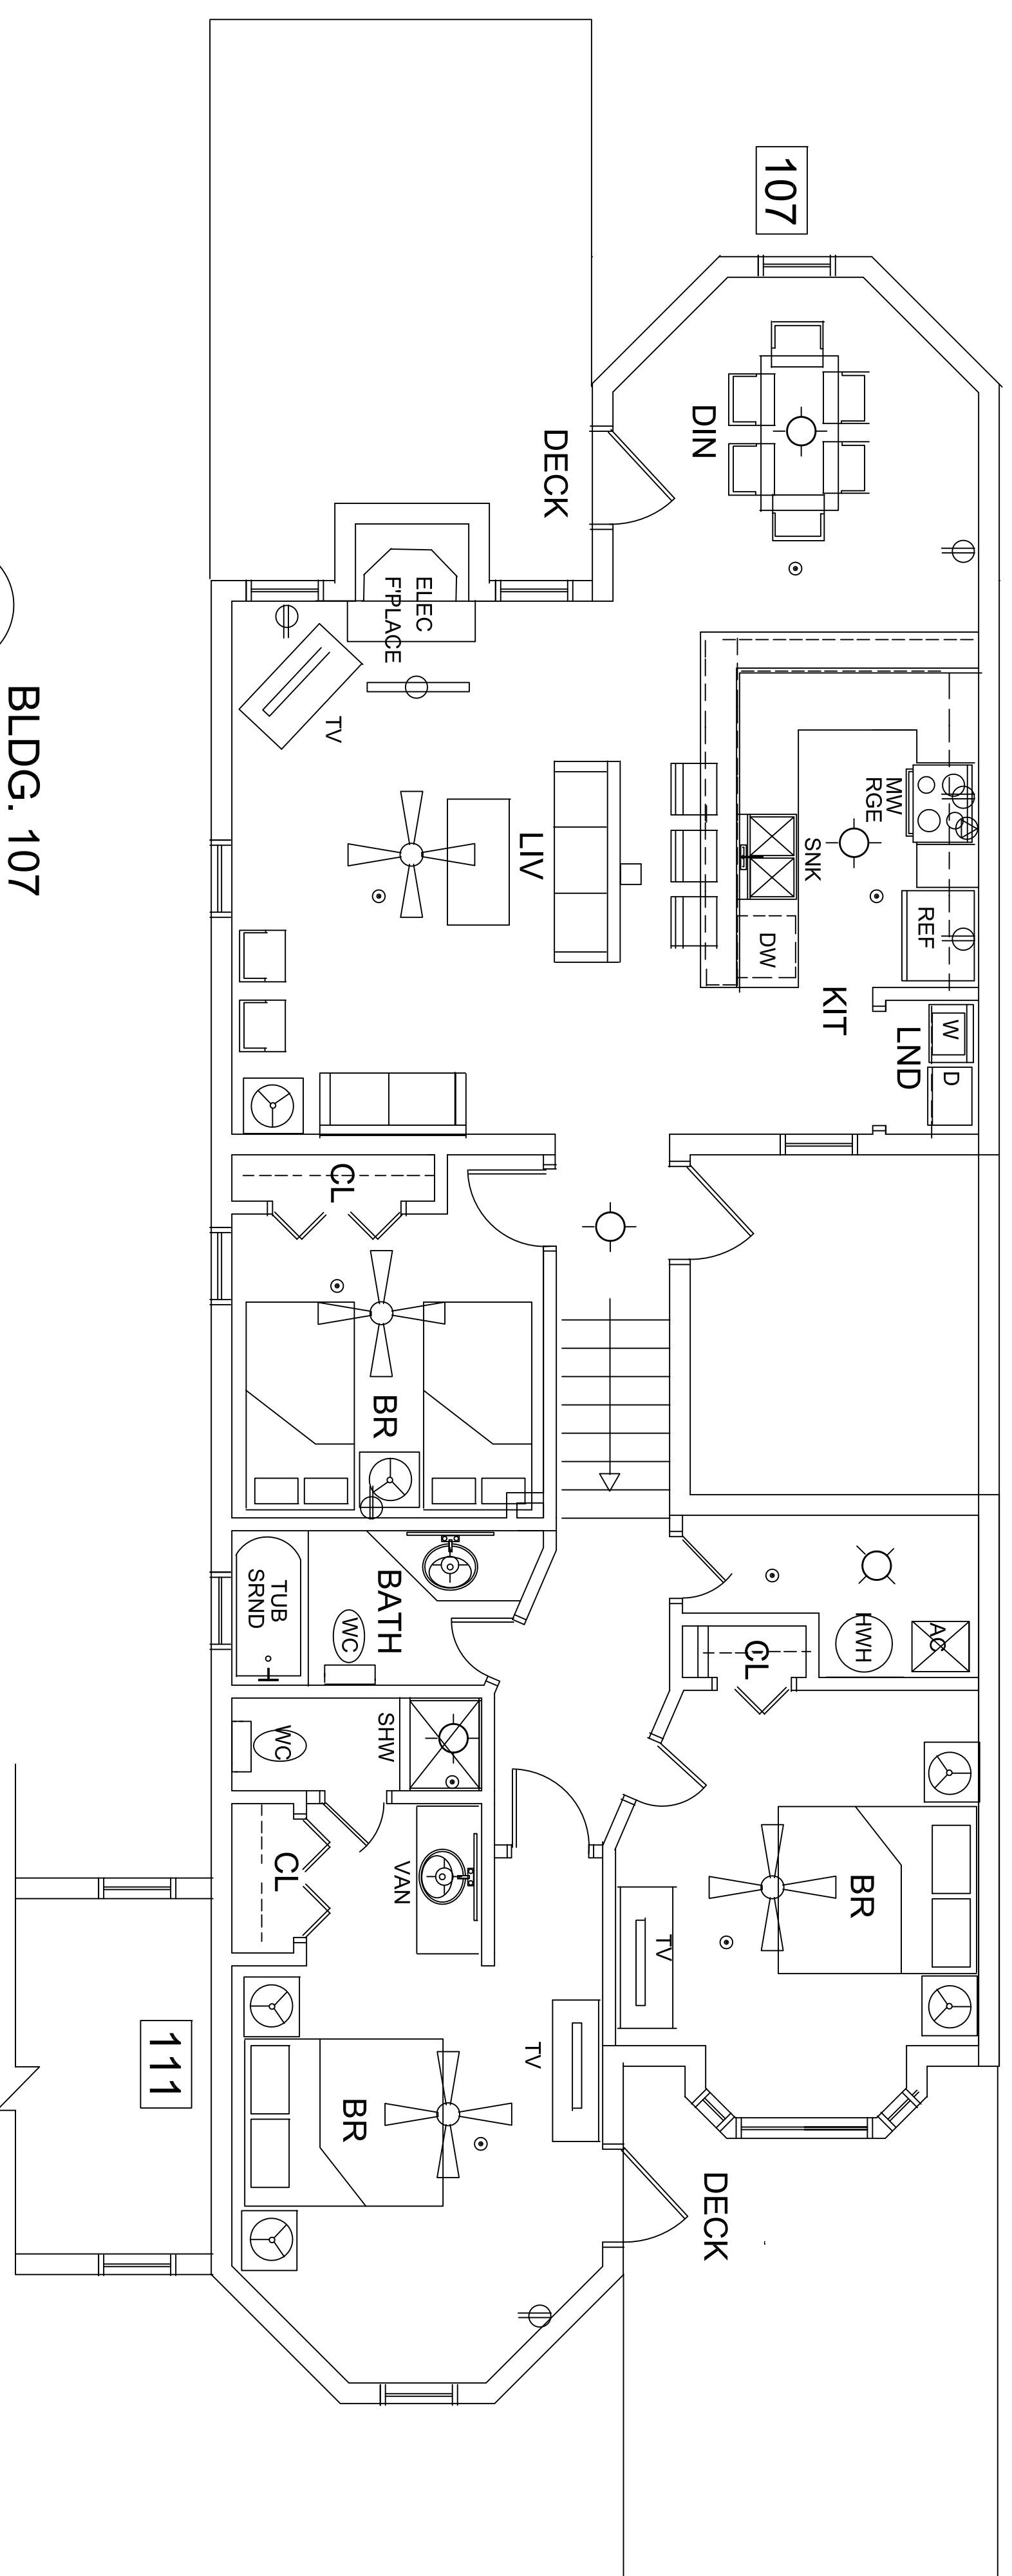 107
DIN
DECK
ELEC
F'PLACE
TV
LIV
MW
RGE
SNK
REF
DW
KIT
LND
W
D
BLDG. 107
CL
BR
BATH
TUB
SRND
WC
HWH
AC
CL
SHW
WC
VAN
CL
BR
TV
TV
BR
111
DECK